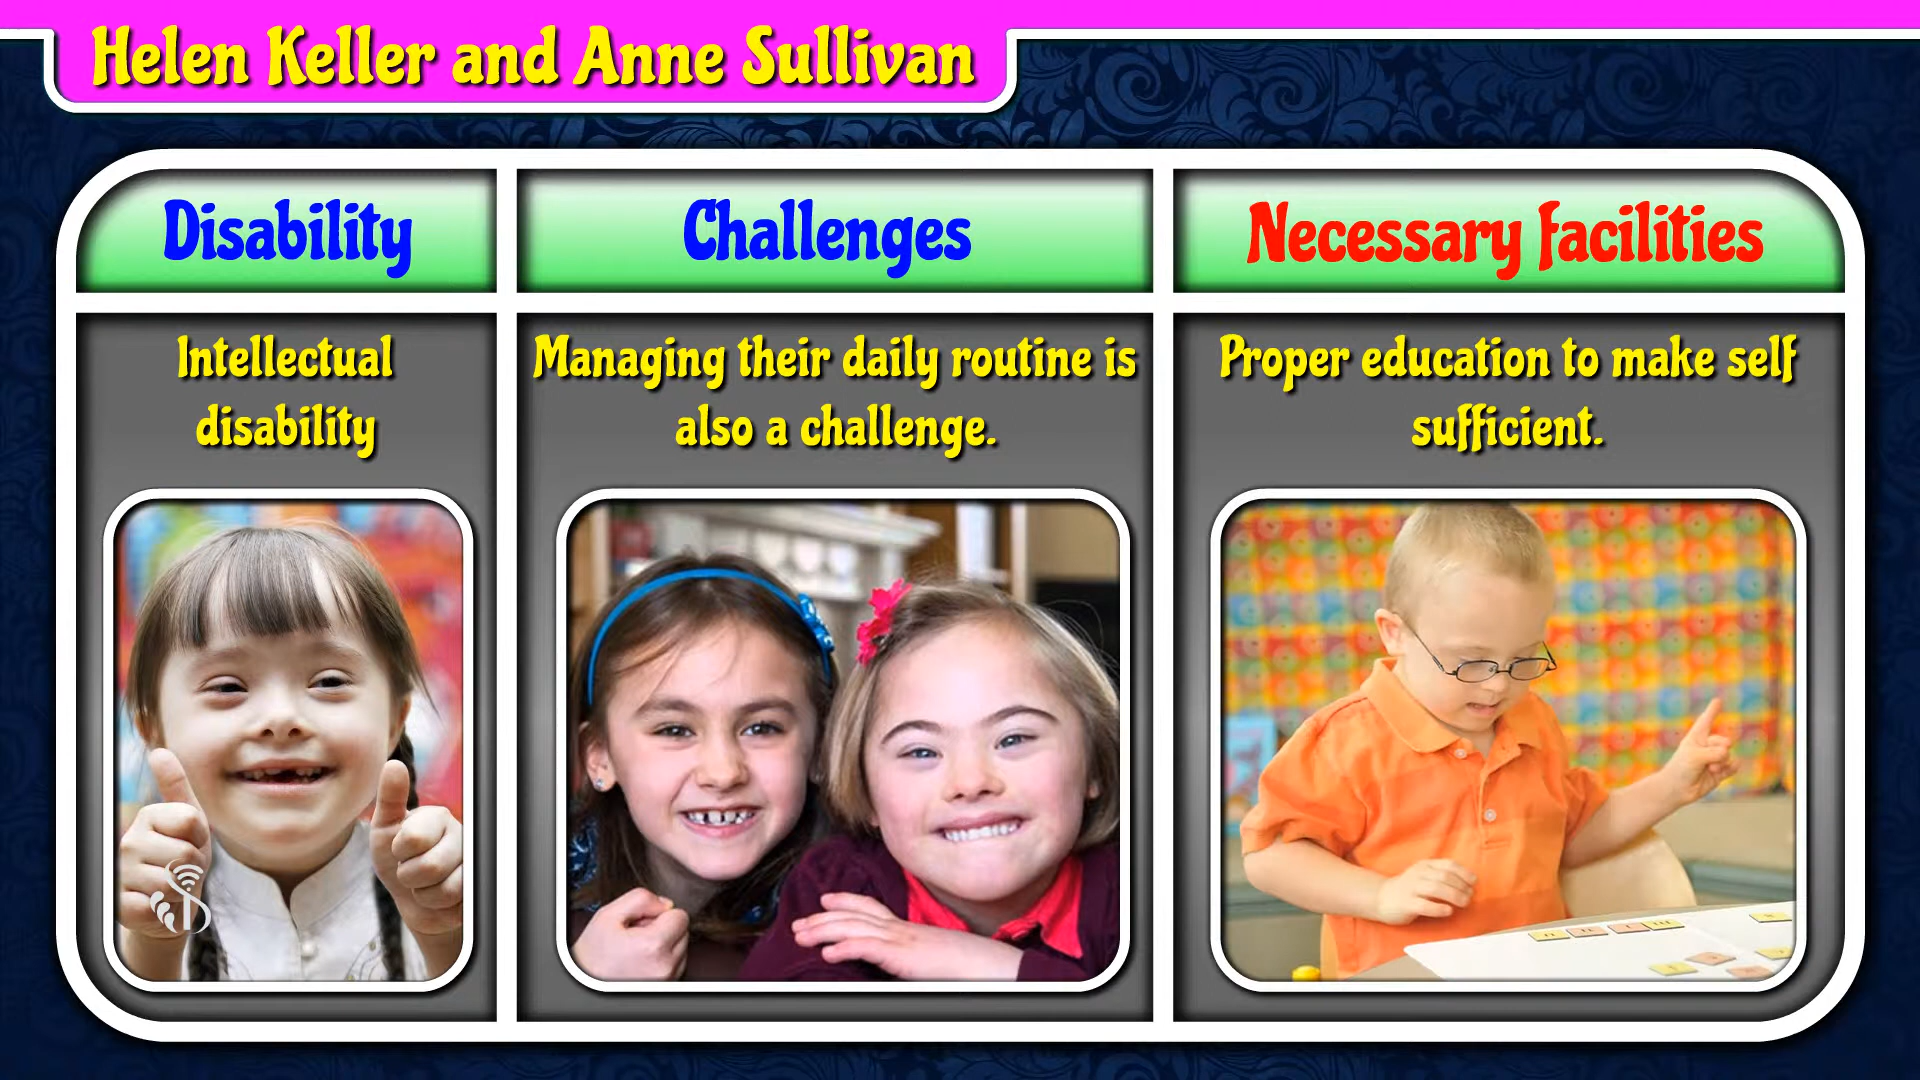 Helen Keller and Anne Sullivan
Disability
Challenges
Necessary facilities
Intellectual
disability
Managing their daily routine is
also a challenge.
Proper education to make self
sufficient.